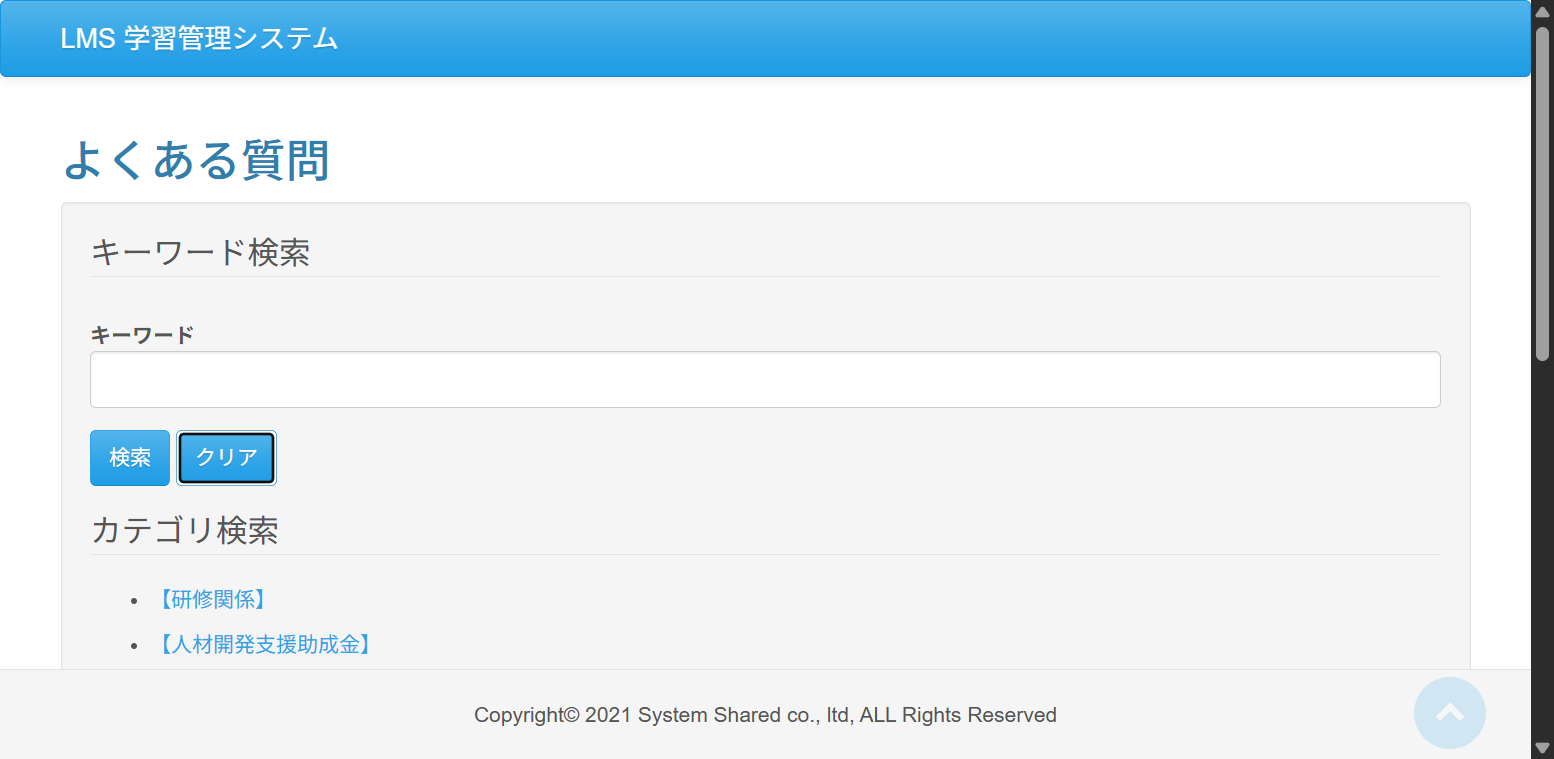 LMS 学習管理システム
よくある質問
キーワード検索
キーワード
検索 クリア
カテゴリ検索
【研修関係】
【人材開発支援助成金】
Copyright© 2021 System Shared co., ltd, ALL Rights Reserved